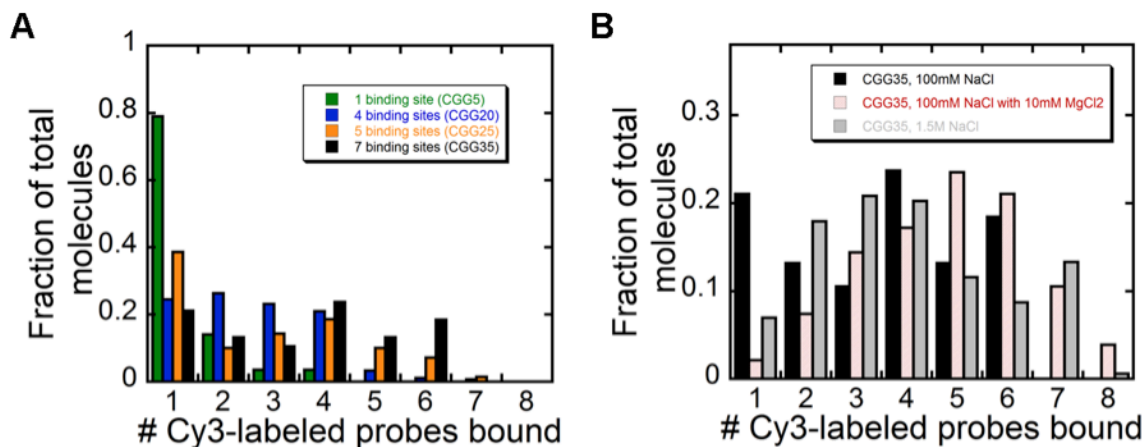 A
Fraction of total
molecules
1
0.8
0.6
0.4
0.2
0
1 binding site (CGG5)
4 binding sites (CGG20)
5 binding sites (CGG25)
7 binding sites (CGG35)
1 2 3 4 5 6 7 8
# Cy3-labeled probes bound
B
Fraction of total
molecules
0.3
0.2
0.1
0
CGG35, 100mM NaCl
CGG35, 100mM NaCl with 10mM MgCl2
CGG35, 1.5M NaCl
1 2 3 4 5 6 7 8
# Cy3-labeled probes bound